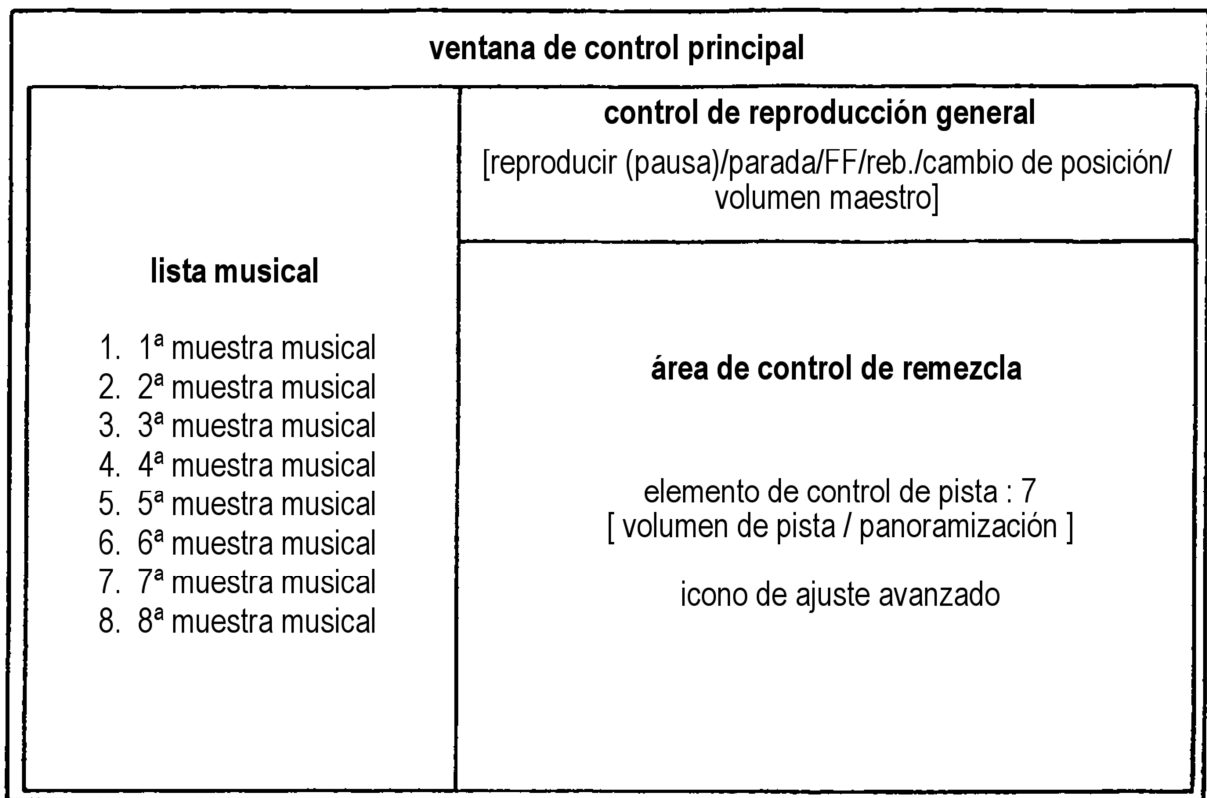 ventana de control principal
lista musical
1. 1ª muestra musical
2. 2ª muestra musical
3. 3ª muestra musical
4. 4ª muestra musical
5. 5ª muestra musical
6. 6ª muestra musical
7. 7ª muestra musical
8. 8ª muestra musical
control de reproducción general
[reproducir (pausa)/parada/FF/reb./cambio de posición/
volumen maestro]
área de control de remezcla
elemento de control de pista : 7
[ volumen de pista / panoramización ]
icono de ajuste avanzado